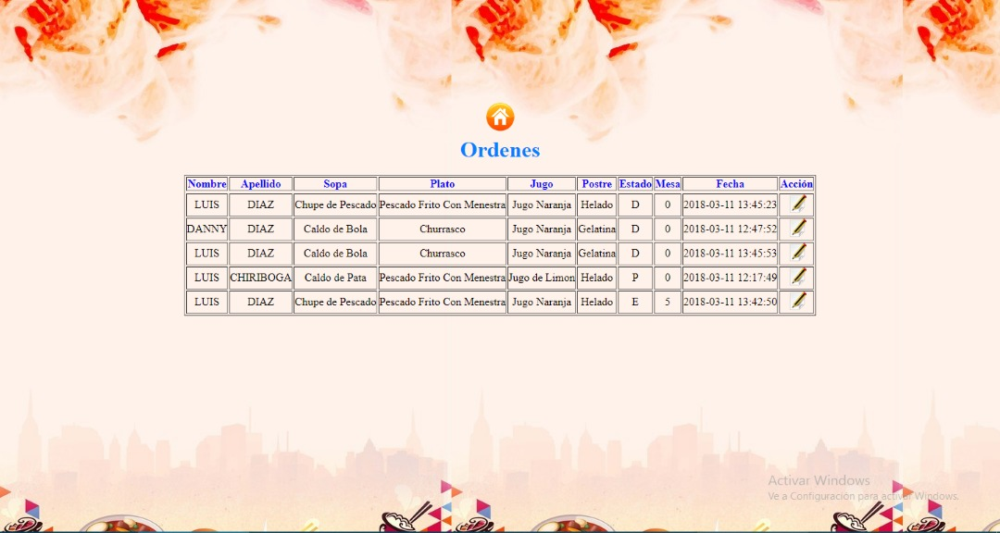 Ordenes
Nombre Apellido Sopa Plato Jugo Postre Estado Mesa Fecha Acción
LUIS DIAZ Chupe de Pescado Pescado Frito Con Menestra Jugo Naranja Helado D 0 2018-03-11 13:45:23
DANNY DIAZ Caldo de Bola Churrasco Jugo Naranja Gelatina D 0 2018-03-11 12:47:52
LUIS DIAZ Caldo de Bola Churrasco Jugo Naranja Gelatina D 0 2018-03-11 13:45:53
LUIS CHIRIBOGA Caldo de Pata Pescado Frito Con Menestra Jugo de Limon Helado P 0 2018-03-11 12:17:49
LUIS DIAZ Chupe de Pescado Pescado Frito Con Menestra Jugo Naranja Helado E 5 2018-03-11 13:42:50
Activar Windows
Ve a Configuración para activar Windows.